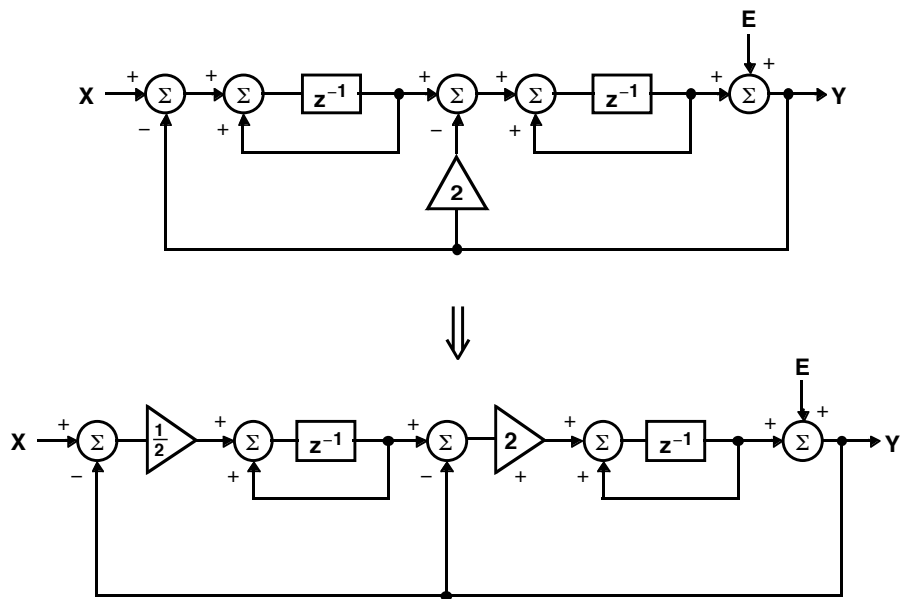 E
X + − Σ + + Σ z⁻¹ + − Σ + + Σ z⁻¹ + + Σ Y
2
⇓
E
X + − Σ 1/2 + + Σ z⁻¹ + − Σ 2 + + + Σ z⁻¹ + + Σ Y